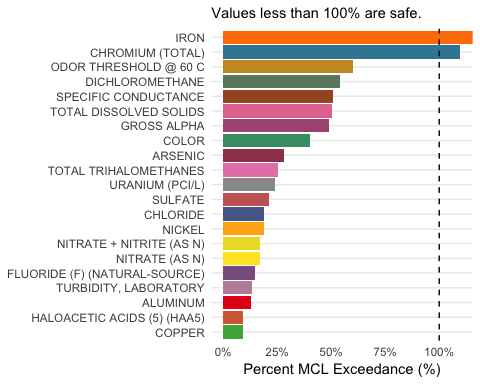 Values less than 100% are safe.
IRON
CHROMIUM (TOTAL)
ODOR THRESHOLD @ 60 C
DICHLOROMETHANE
SPECIFIC CONDUCTANCE
TOTAL DISSOLVED SOLIDS
GROSS ALPHA
COLOR
ARSENIC
TOTAL TRIHALOMETHANES
URANIUM (PCI/L)
SULFATE
CHLORIDE
NICKEL
NITRATE + NITRITE (AS N)
NITRATE (AS N)
FLUORIDE (F) (NATURAL-SOURCE)
TURBIDITY, LABORATORY
ALUMINUM
HALOACETIC ACIDS (5) (HAA5)
COPPER
0% 25% 50% 75% 100%
Percent MCL Exceedance (%)